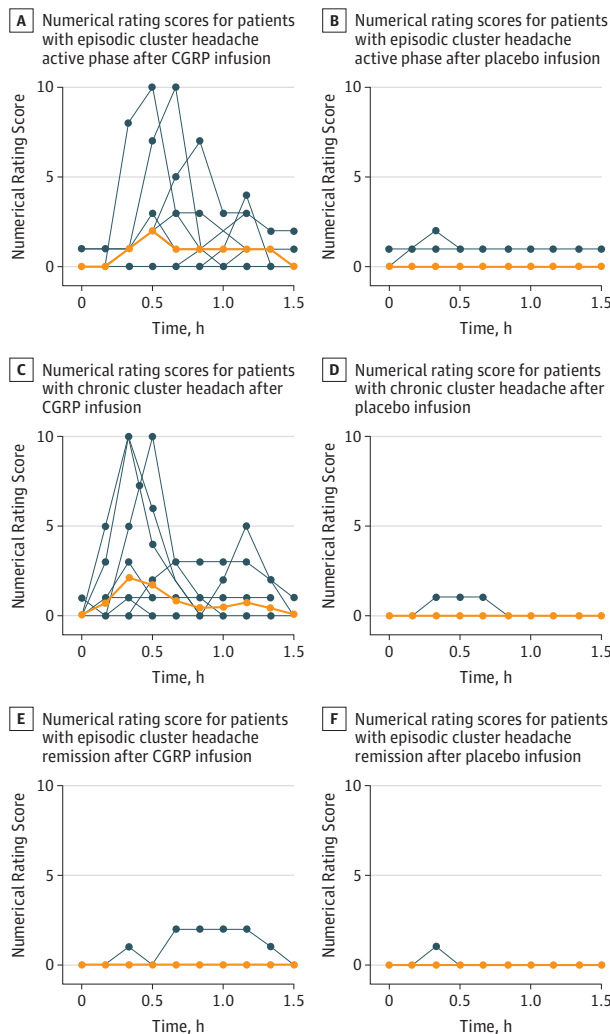 A Numerical rating scores for patients
with episodic cluster headache
active phase after CGRP infusion
10
5
0
Numerical Rating Score
0 0.5 1.0 1.5
Time, h
B Numerical rating scores for patients
with episodic cluster headache
active phase after placebo infusion
10
5
0
Numerical Rating Score
0 0.5 1.0 1.5
Time, h
C Numerical rating scores for patients
with chronic cluster headach after
CGRP infusion
10
5
0
Numerical Rating Score
0 0.5 1.0 1.5
Time, h
D Numerical rating score for patients
with chronic cluster headache after
placebo infusion
10
5
0
Numerical Rating Score
0 0.5 1.0 1.5
Time, h
E Numerical rating score for patients
with episodic cluster headache
remission after CGRP infusion
10
5
0
Numerical Rating Score
0 0.5 1.0 1.5
Time, h
F Numerical rating scores for patients
with episodic cluster headache
remission after placebo infusion
10
5
0
Numerical Rating Score
0 0.5 1.0 1.5
Time, h